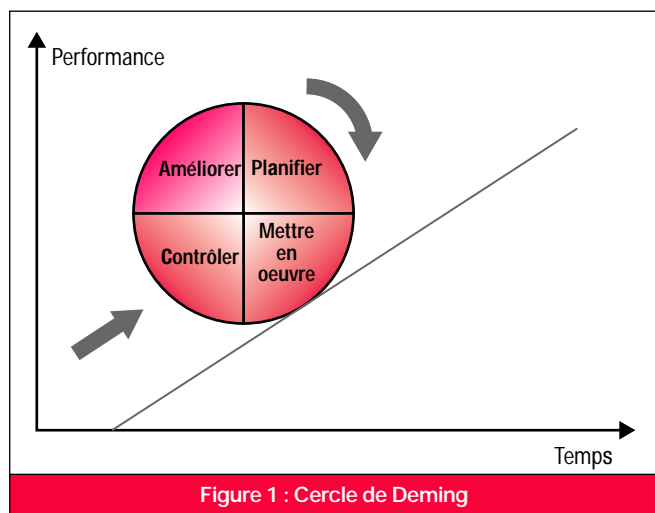 Performance
Améliorer
Planifier
Contrôler
Mettre
en
oeuvre
Temps
Figure 1 : Cercle de Deming